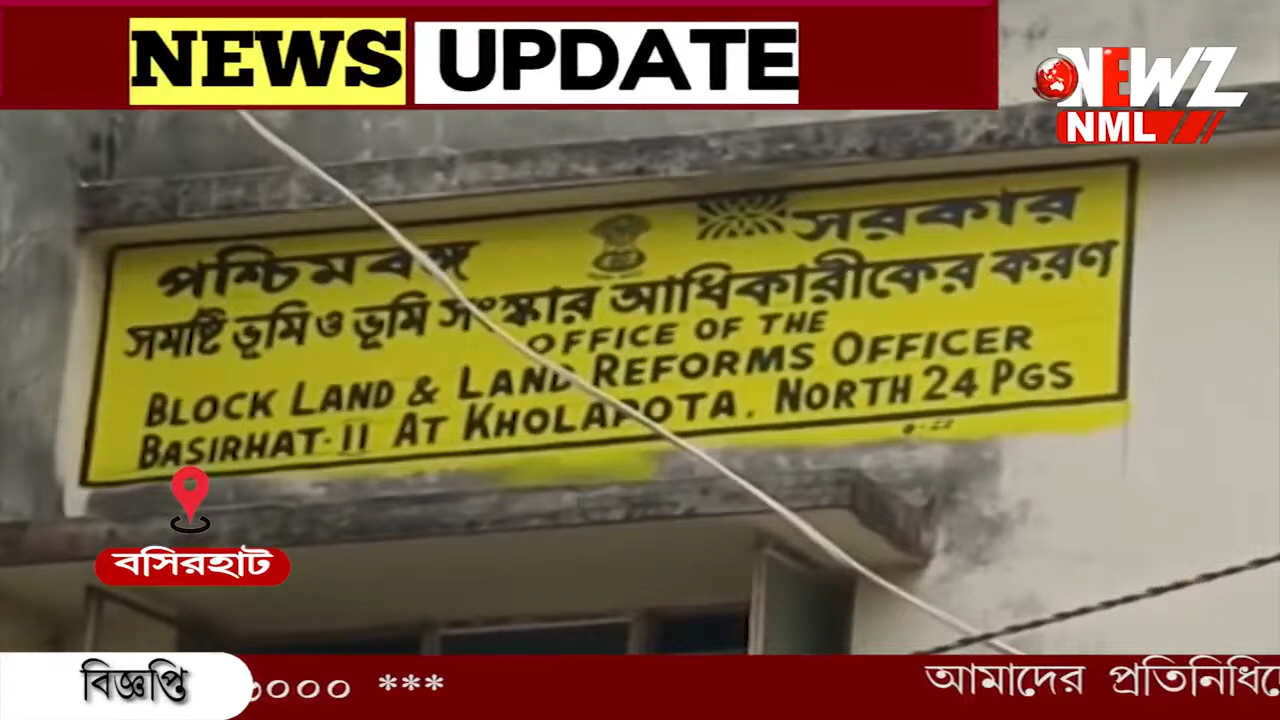 NEWS UPDATE
NEWZ
NML
পশ্চিমবঙ্গ সরকার
সমষ্টি ভূমি ও ভূমি সংস্কার আধিকারীকের করণ
OFFICE OF THE
BLOCK LAND & LAND REFORMS OFFICER
BASIRHAT-II AT KHOLAPOTA, NORTH 24 PGS
বসিরহাট
বিজ্ঞপ্তি
০০০ ***
আমাদের